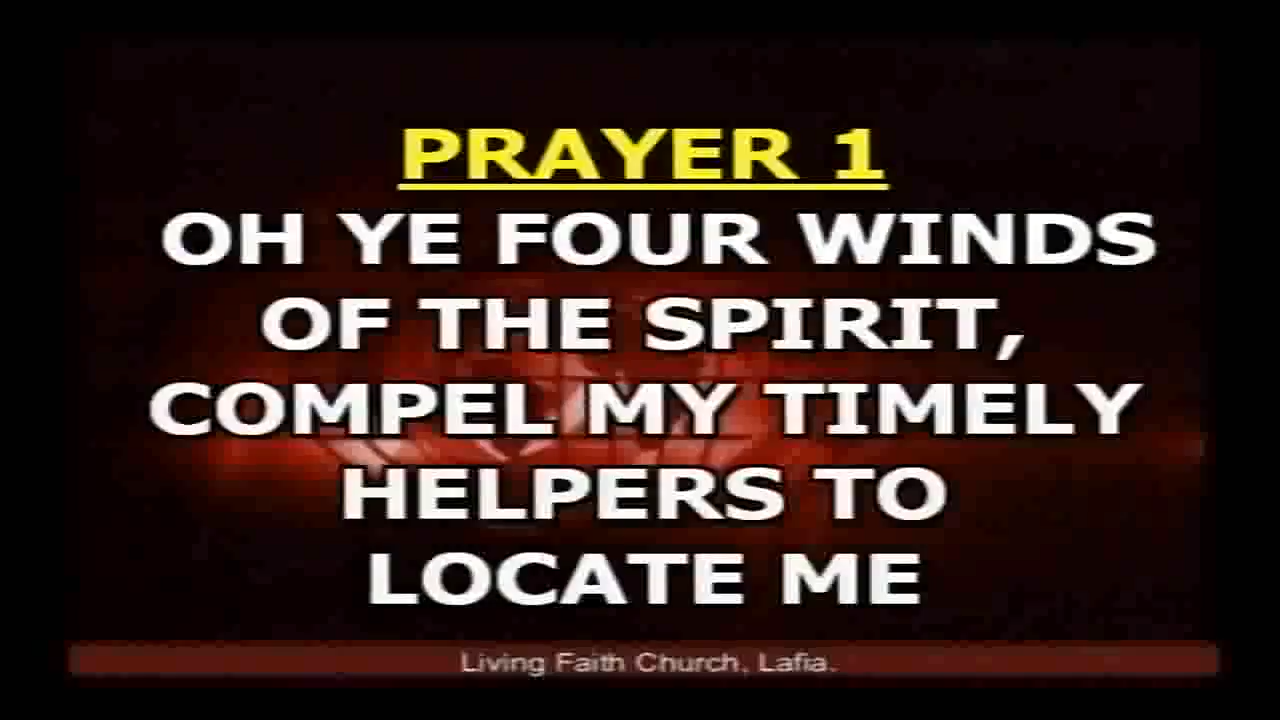 PRAYER 1
OH YE FOUR WINDS
OF THE SPIRIT,
COMPEL MY TIMELY
HELPERS TO
LOCATE ME
Living Faith Church, Lafia.